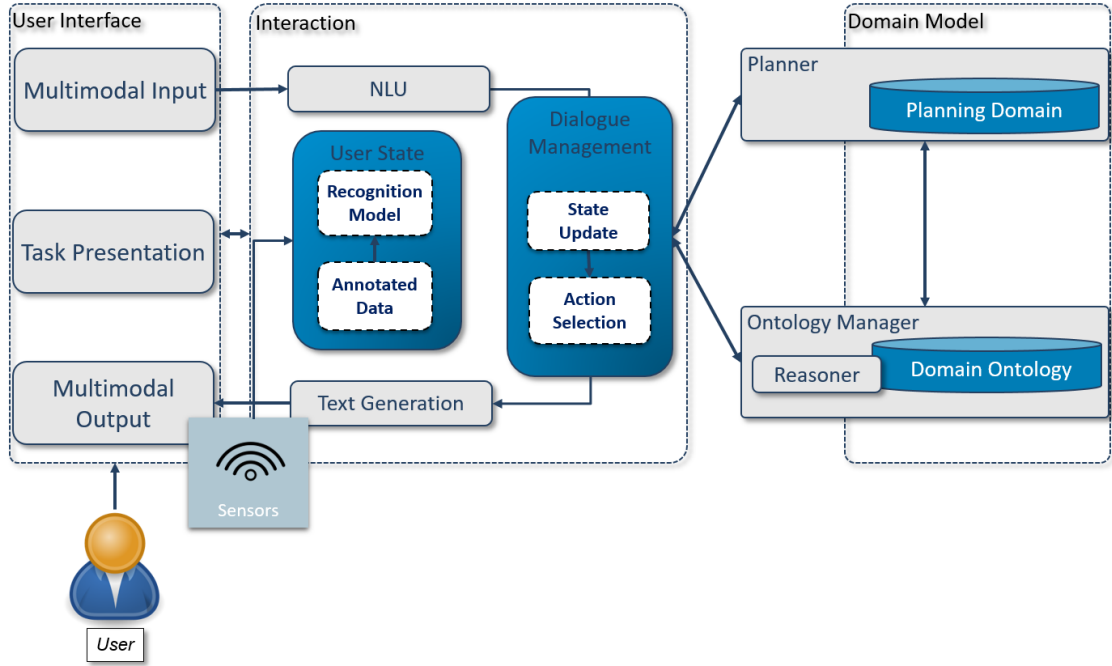 User Interface
Multimodal Input
Task Presentation
Multimodal
Output
Interaction
NLU
User State
Recognition
Model
Annotated
Data
Dialogue
Management
State
Update
Action
Selection
Text Generation
Sensors
User
Domain Model
Planner
Planning Domain
Ontology Manager
Reasoner
Domain Ontology